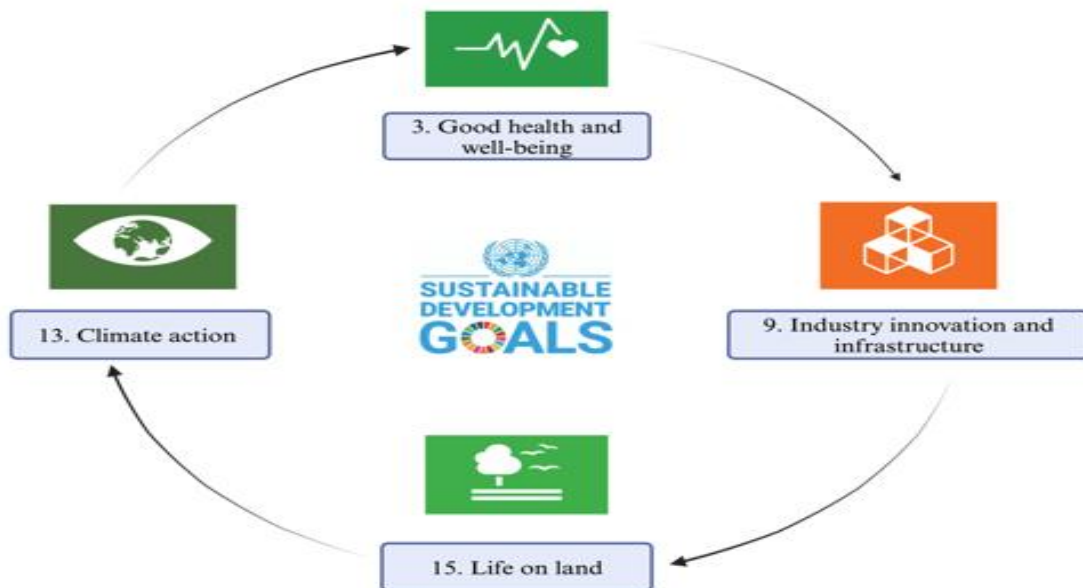 3. Good health and
well-being
13. Climate action
SUSTAINABLE
DEVELOPMENT
GOALS
9. Industry innovation and
infrastructure
15. Life on land